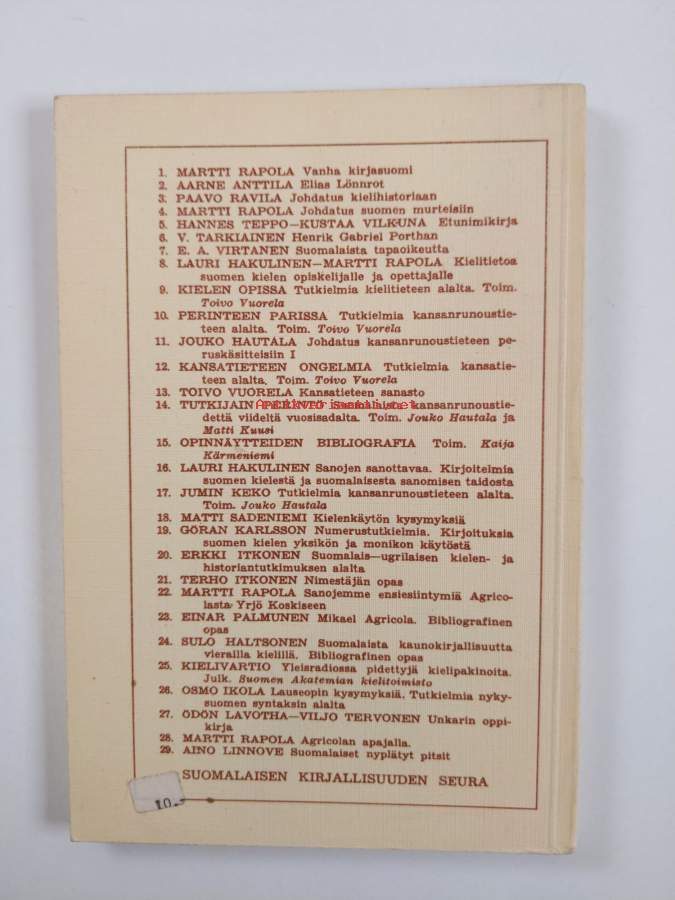 1. MARTTI RAPOLA Vanha kirjasuomi
2. AARNE ANTTILA Elias Lönnrot
3. PAAVO RAVILA Johdatus kielihistoriaan
4. MARTTI RAPOLA Johdatus suomen murteisiin
5. HANNES TEPPO—KUSTAA VILKUNA Etunimikirja
6. V. TARKIAINEN Henrik Gabriel Porthan
7. E. A. VIRTANEN Suomalaista tapaoikeutta
8. LAURI HAKULINEN—MARTTI RAPOLA Kielitietoa
suomen kielen opiskelijalle ja opettajalle
9. KIELEN OPISSA Tutkielmia kielitieteen alalta. Toim.
Toivo Vuorela
10. PERINTEEN PARISSA Tutkielmia kansanrunoustie-
teen alalta. Toim. Toivo Vuorela
11. JOUKO HAUTALA Johdatus kansanrunoustieteen pe-
ruskäsitteisiin I
12. KANSATIETEEN ONGELMIA Tutkielmia kansatie-
teen alalta. Toim. Toivo Vuorela
13. TOIVO VUORELA Kansatieteen sanasto
14. TUTKIJAIN PERINTÖ Suomalaista kansanrunoustie-
dettä viideltä vuosisadalta. Toim. Jouko Hautala ja
Matti Kuusi
15. OPINNÄYTTEIDEN BIBLIOGRAFIA Toim. Kaija
Kärmeniemi
16. LAURI HAKULINEN Sanojen sanottavaa. Kirjoitelmia
suomen kielestä ja suomalaisesta sanomisen taidosta
17. JUMIN KEKO Tutkielmia kansanrunoustieteen alalta.
Toim. Jouko Hautala
18. MATTI SADENIEMI Kielenkäytön kysymyksiä
19. GÖRAN KARLSSON Numerustutkielmia. Kirjoituksia
suomen kielen yksikön ja monikon käytöstä
20. ERKKI ITKONEN Suomalais—ugrilaisen kielen- ja
historiantutkimuksen alalta
21. TERHO ITKONEN Nimestäjän opas
22. MARTTI RAPOLA Sanojemme ensiesiintymiä Agrico-
lasta Yrjö Koskiseen
23. EINAR PALMUNEN Mikael Agricola. Bibliografinen
opas
24. SULO HALTSONEN Suomalaista kaunokirjallisuutta
vierailla kielillä. Bibliografinen opas
25. KIELIVARTIO Yleisradiossa pidettyjä kielipakinoita.
Julk. Suomen Akatemian kielitoimisto
26. OSMO IKOLA Lauseopin kysymyksiä. Tutkielmia nyky-
suomen syntaksin alalta
27. ÖDÖN LAVOTHA—VILJO TERVONEN Unkarin oppi-
kirja
28. MARTTI RAPOLA Agricolan apajalla.
29. AINO LINNOVE Suomalaiset nyplätyt pitsit
SUOMALAISEN KIRJALLISUUDEN SEURA